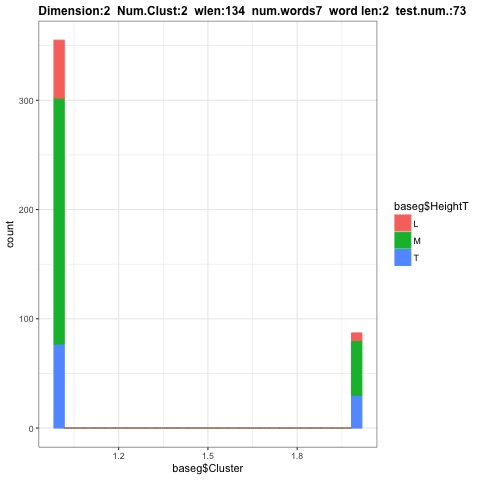 Dimension:2 Num.Clust:2 wlen:134 num.words7 word len:2 test.num.:73
300
200
100
0
count
1.2 1.5 1.8
baseg$Cluster
baseg$HeightT
L
M
T